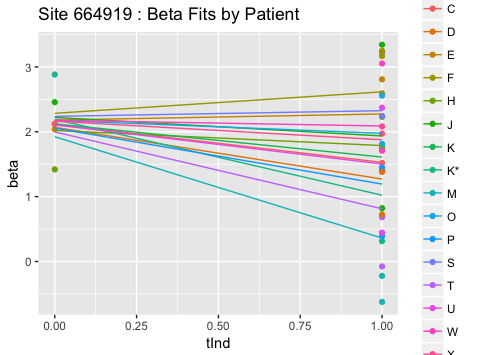 Site 664919 : Beta Fits by Patient
beta
3
2
1
0
0.00
0.25
0.50
0.75
1.00
tInd
C
D
E
F
H
J
K
K*
M
O
P
S
T
U
W